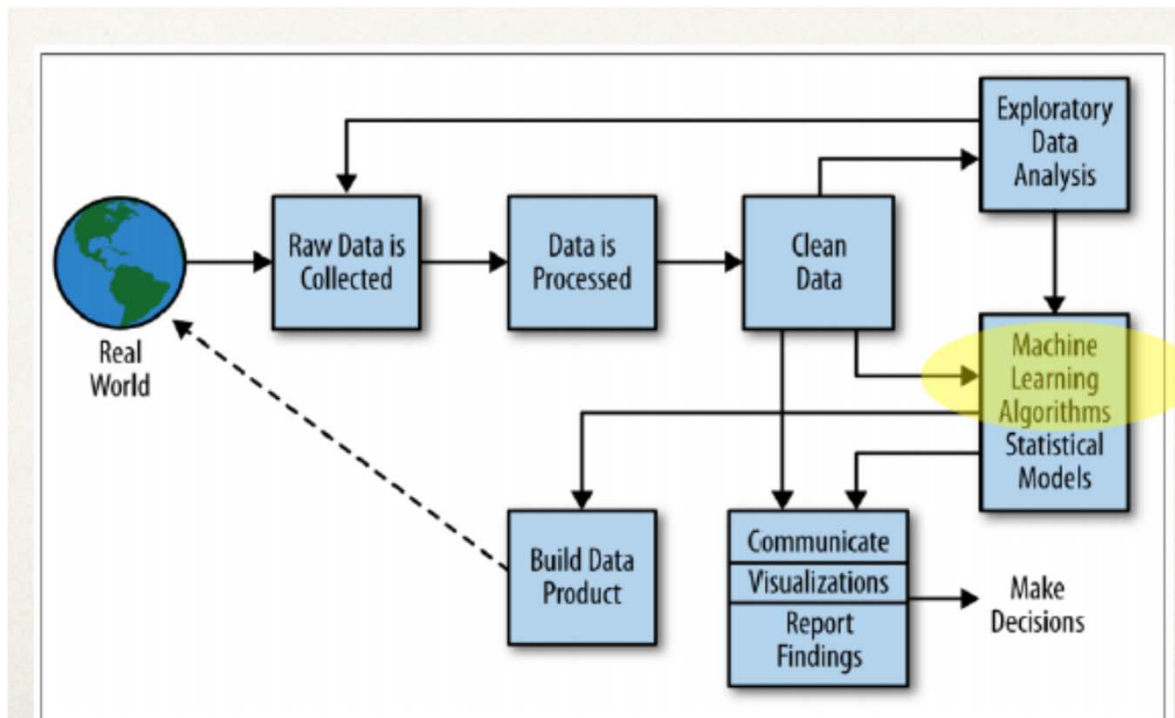 Exploratory
Data
Analysis
Raw Data is
Collected
Data is
Processed
Clean
Data
Real
World
Machine
Learning
Algorithms
Statistical
Models
Build Data
Product
Communicate
Visualizations
Report
Findings
Make
Decisions